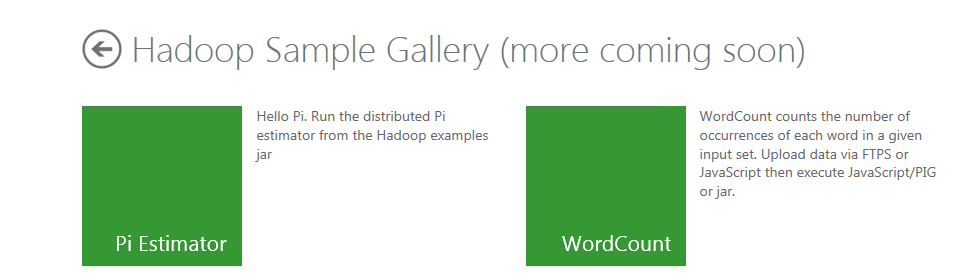 Hadoop Sample Gallery (more coming soon)
Hello Pi. Run the distributed Pi
estimator from the Hadoop examples
jar
Pi Estimator
WordCount counts the number of
occurrences of each word in a given
input set. Upload data via FTPS or
JavaScript then execute JavaScript/PIG
or jar.
WordCount